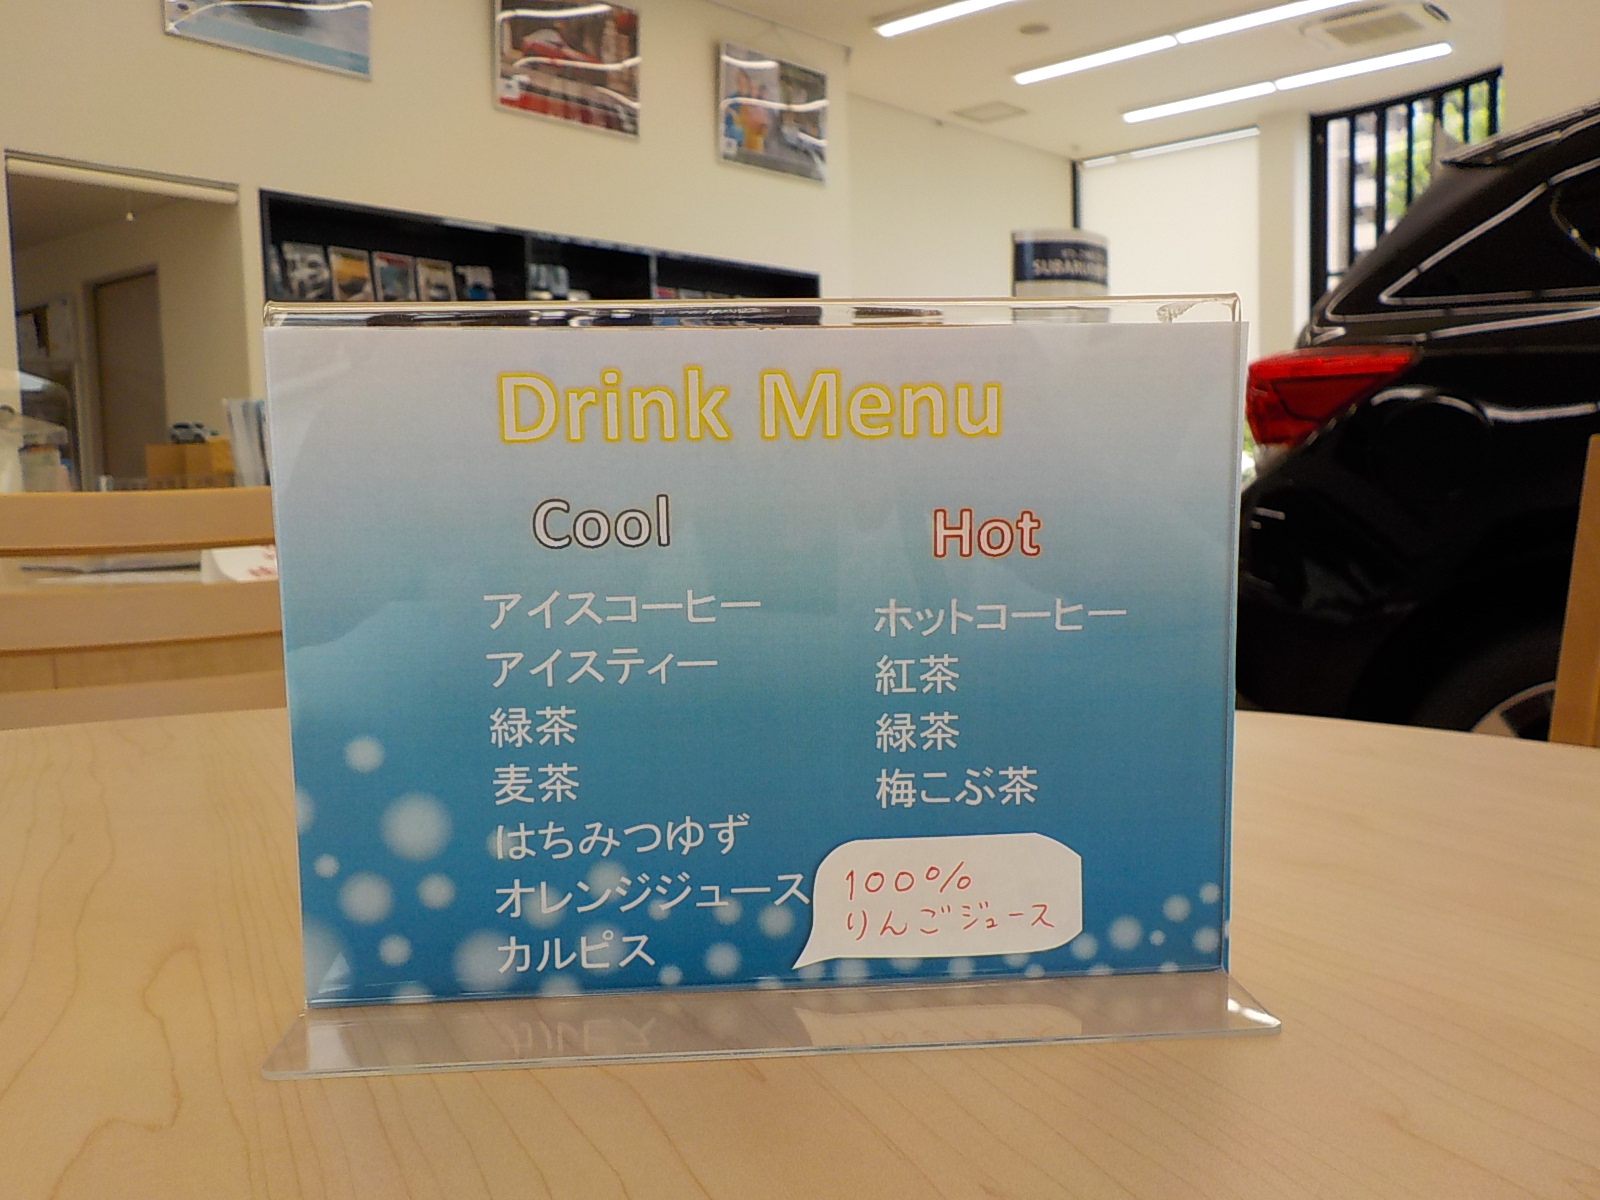 SUBARU
Drink Menu
Cool
アイスコーヒー
アイスティー
緑茶
麦茶
はちみつゆず
オレンジジュース
カルピス
Hot
ホットコーヒー
紅茶
緑茶
梅こぶ茶
100%
りんごジュース